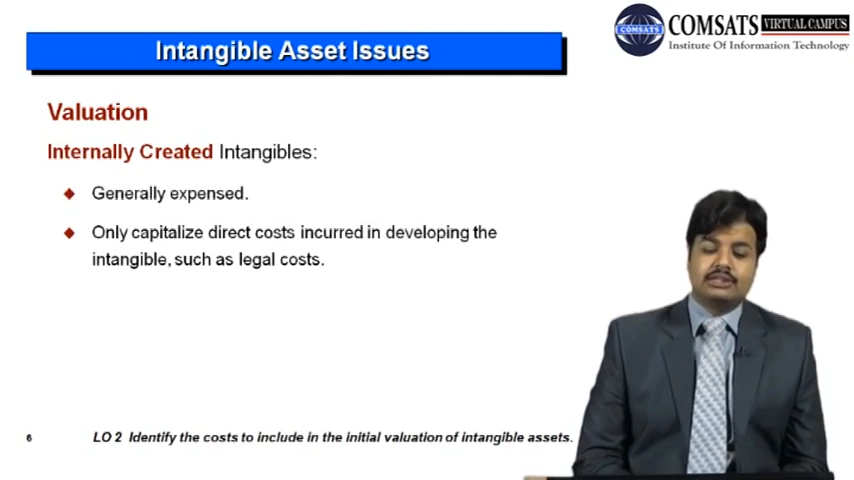 Intangible Asset Issues
COMSATS VIRTUAL CAMPUS
Institute Of Information Technology
COMSATS
Valuation
Internally Created Intangibles:
Generally expensed.
Only capitalize direct costs incurred in developing the
intangible, such as legal costs.
6
LO 2 Identify the costs to include in the initial valuation of intangible assets.